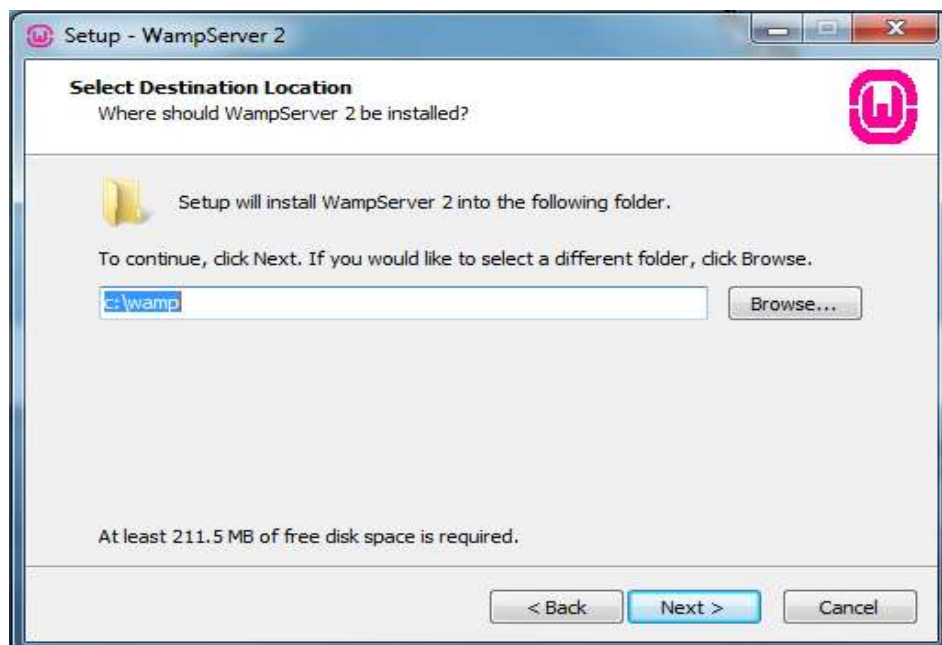 Setup - WampServer 2
Select Destination Location
Where should WampServer 2 be installed?
Setup will install WampServer 2 into the following folder.
To continue, click Next. If you would like to select a different folder, click Browse.
c:\wamp
Browse...
At least 211.5 MB of free disk space is required.
< Back
Next >
Cancel